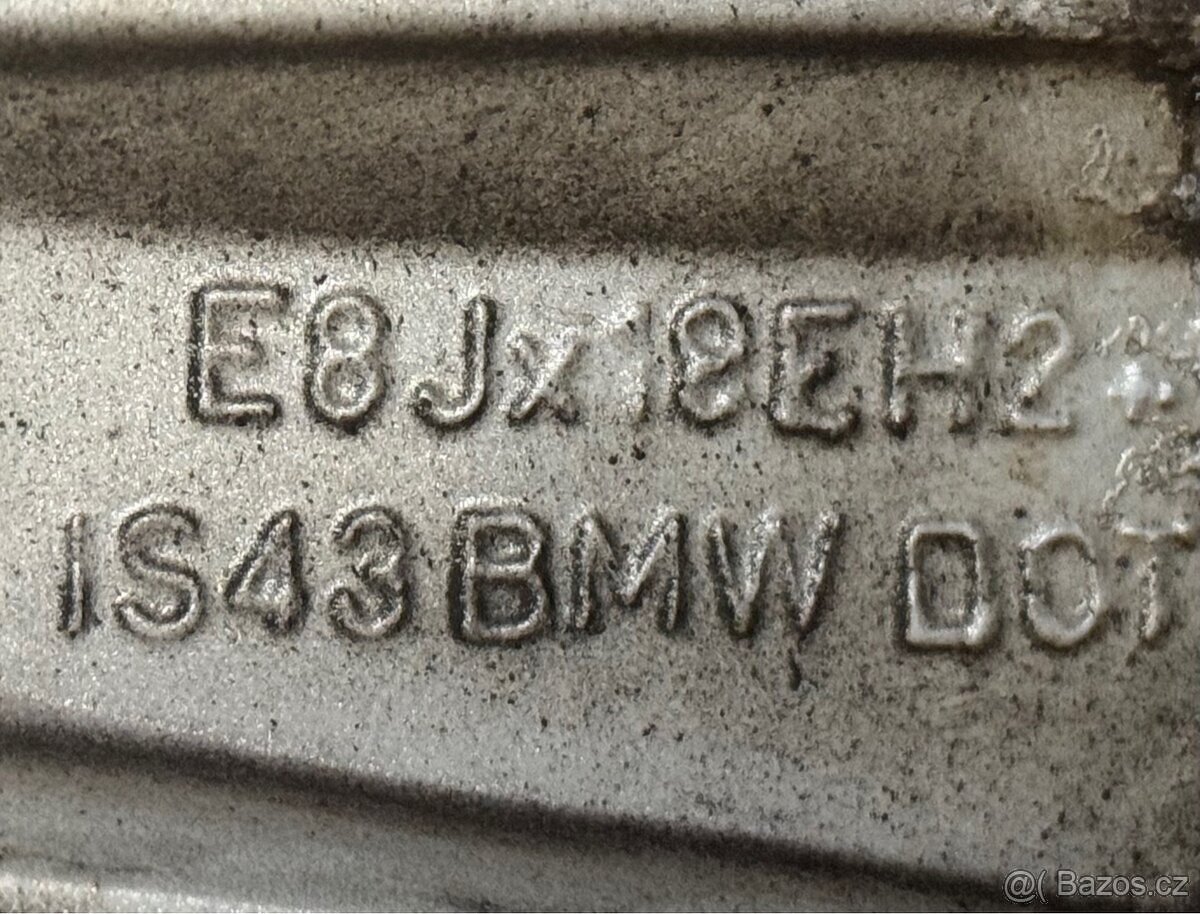 E8Jx18EH2+
IS43BMW DOT
@( Bazos.cz